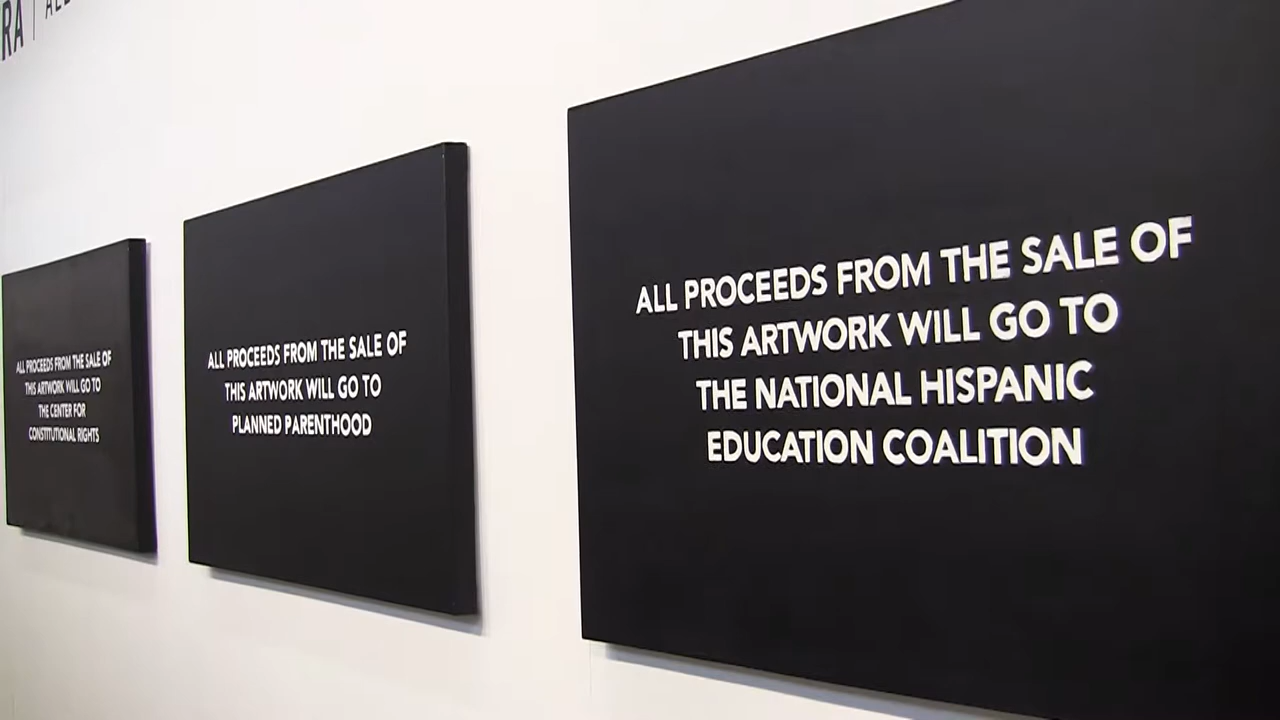 RA
ALL PROCEEDS FROM THE SALE OF
THIS ARTWORK WILL GO TO
THE CENTER FOR
CONSTITUTIONAL RIGHTS
ALL PROCEEDS FROM THE SALE OF
THIS ARTWORK WILL GO TO
PLANNED PARENTHOOD
ALL PROCEEDS FROM THE SALE OF
THIS ARTWORK WILL GO TO
THE NATIONAL HISPANIC
EDUCATION COALITION